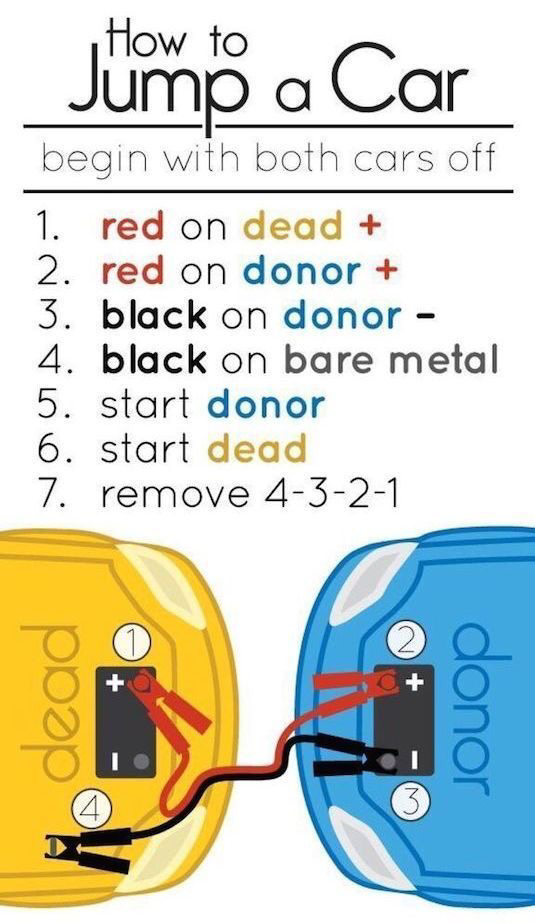 How to
Jump a Car
begin with both cars off
1. red on dead +
2. red on donor +
3. black on donor -
4. black on bare metal
5. start donor
6. start dead
7. remove 4-3-2-1
dead
1
+
-
4
2
+
-
3
donor